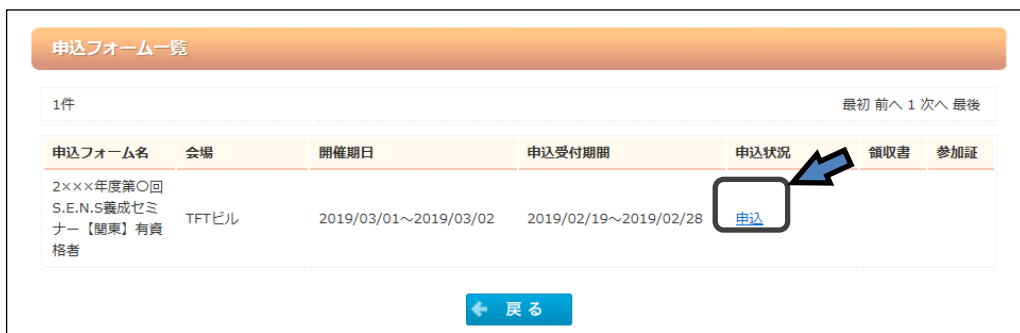 申込フォーム一覧
1件
最初 前へ 1 次へ 最後
申込フォーム名 会場 開催期日 申込受付期間 申込状況 領収書 参加証
2×××年度第〇回
S.E.N.S養成セミ
ナー【関東】有資
格者
TFTビル 2019/03/01～2019/03/02 2019/02/19～2019/02/28 申込
戻る